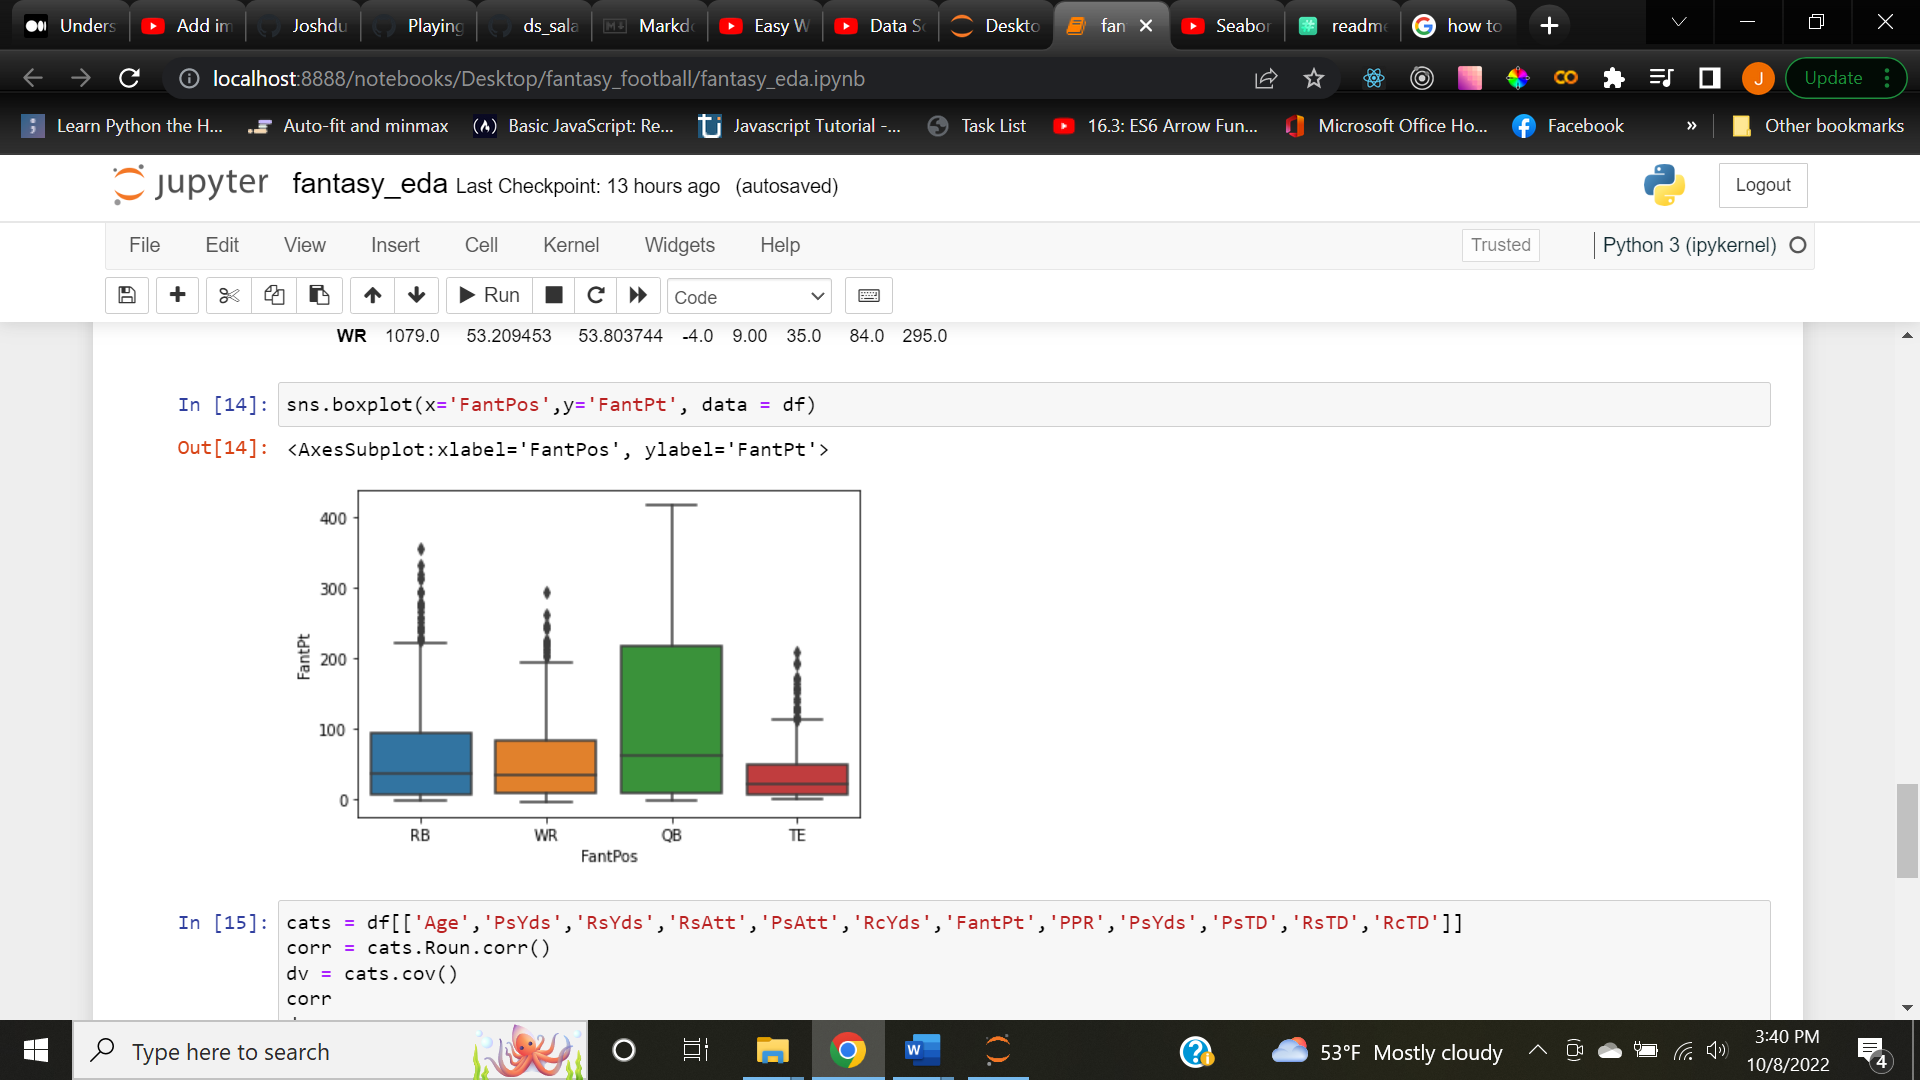 Unders Add im Joshdu Playing ds_sala Markd Easy W Data S Deskto fan Seabor readme how to
localhost:8888/notebooks/Desktop/fantasy_football/fantasy_eda.ipynb J Update
Learn Python the H... Auto-fit and minmax Basic JavaScript: Re... Javascript Tutorial -... Task List 16.3: ES6 Arrow Fun... Microsoft Office Ho... Facebook » Other bookmarks
jupyter fantasy_eda Last Checkpoint: 13 hours ago (autosaved) Logout
File Edit View Insert Cell Kernel Widgets Help Trusted Python 3 (ipykernel)
Run Code
WR 1079.0 53.209453 53.803744 -4.0 9.00 35.0 84.0 295.0
In [14]: sns.boxplot(x='FantPos',y='FantPt', data = df)
Out[14]: <AxesSubplot:xlabel='FantPos', ylabel='FantPt'>
400
300
200
100
0
FantPt
RB WR QB TE
FantPos
In [15]: cats = df[['Age','PsYds','RsYds','RsAtt','PsAtt','RcYds','FantPt','PPR','PsYds','PsTD','RsTD','RcTD']]
corr = cats.Roun.corr()
dv = cats.cov()
corr
Type here to search 53°F Mostly cloudy 3:40 PM
10/8/2022 4